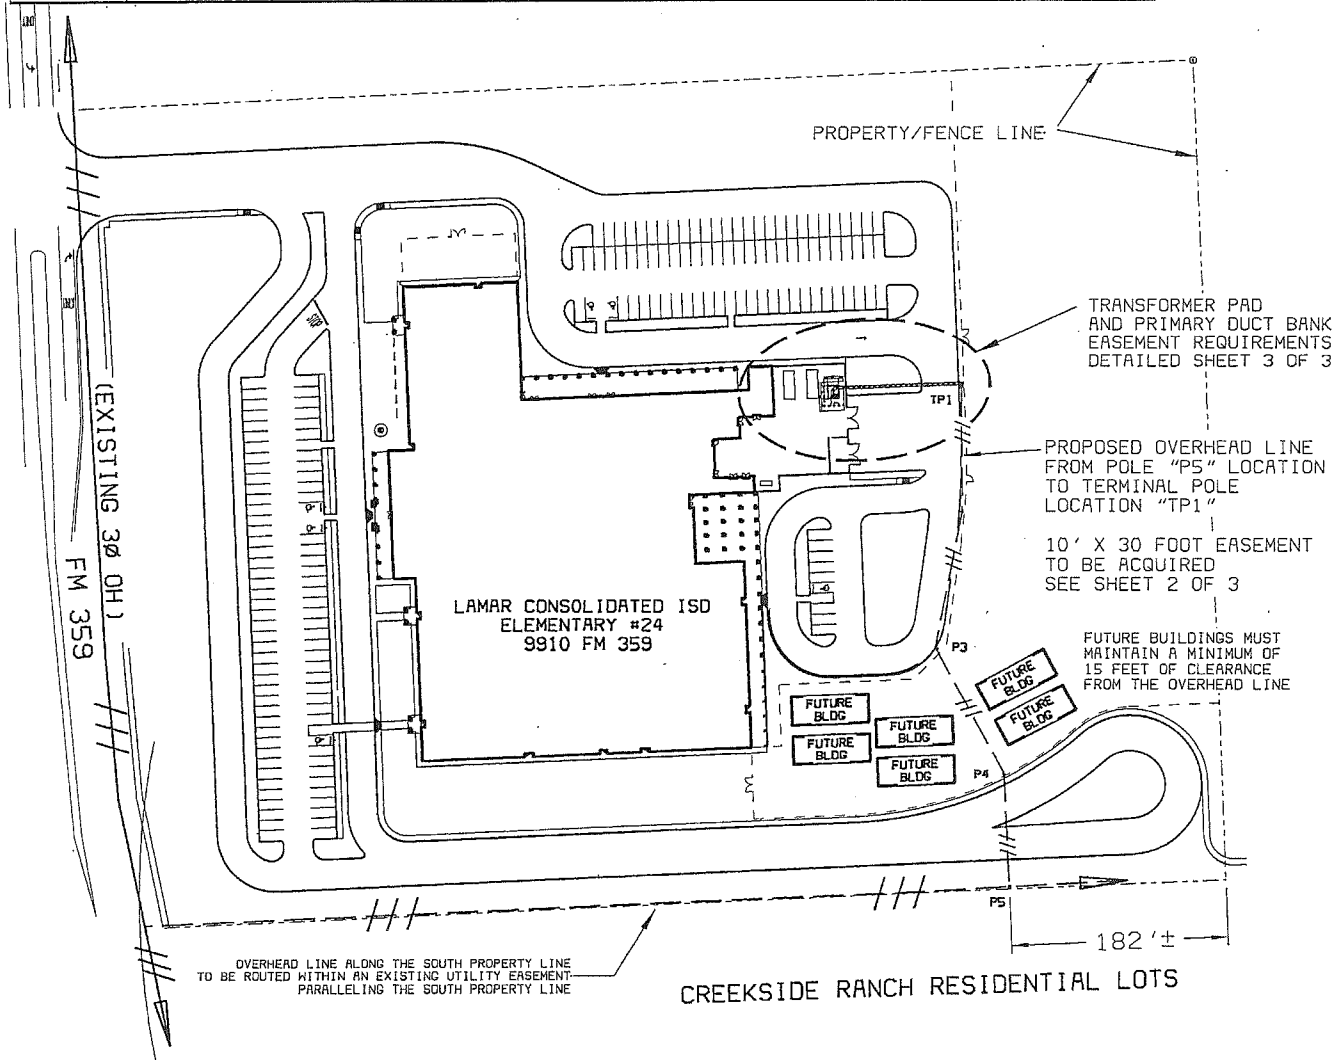 PROPERTY/FENCE LINE
STOP
TRANSFORMER PAD
AND PRIMARY DUCT BANK
EASEMENT REQUIREMENTS
DETAILED SHEET 3 OF 3
TP1
(EXISTING 3Ø OH)
FM 359
PROPOSED OVERHEAD LINE
FROM POLE "P5" LOCATION
TO TERMINAL POLE
LOCATION "TP1"
10' X 30 FOOT EASEMENT
TO BE ACQUIRED
SEE SHEET 2 OF 3
LAMAR CONSOLIDATED ISD
ELEMENTARY #24
9910 FM 359
P3
FUTURE BUILDINGS MUST
MAINTAIN A MINIMUM OF
15 FEET OF CLEARANCE
FROM THE OVERHEAD LINE
FUTURE
BLDG
FUTURE
BLDG
FUTURE
BLDG
FUTURE
BLDG
FUTURE
BLDG
FUTURE
BLDG
P4
P5
182'±
OVERHEAD LINE ALONG THE SOUTH PROPERTY LINE
TO BE ROUTED WITHIN AN EXISTING UTILITY EASEMENT
PARALLELING THE SOUTH PROPERTY LINE
CREEKSIDE RANCH RESIDENTIAL LOTS